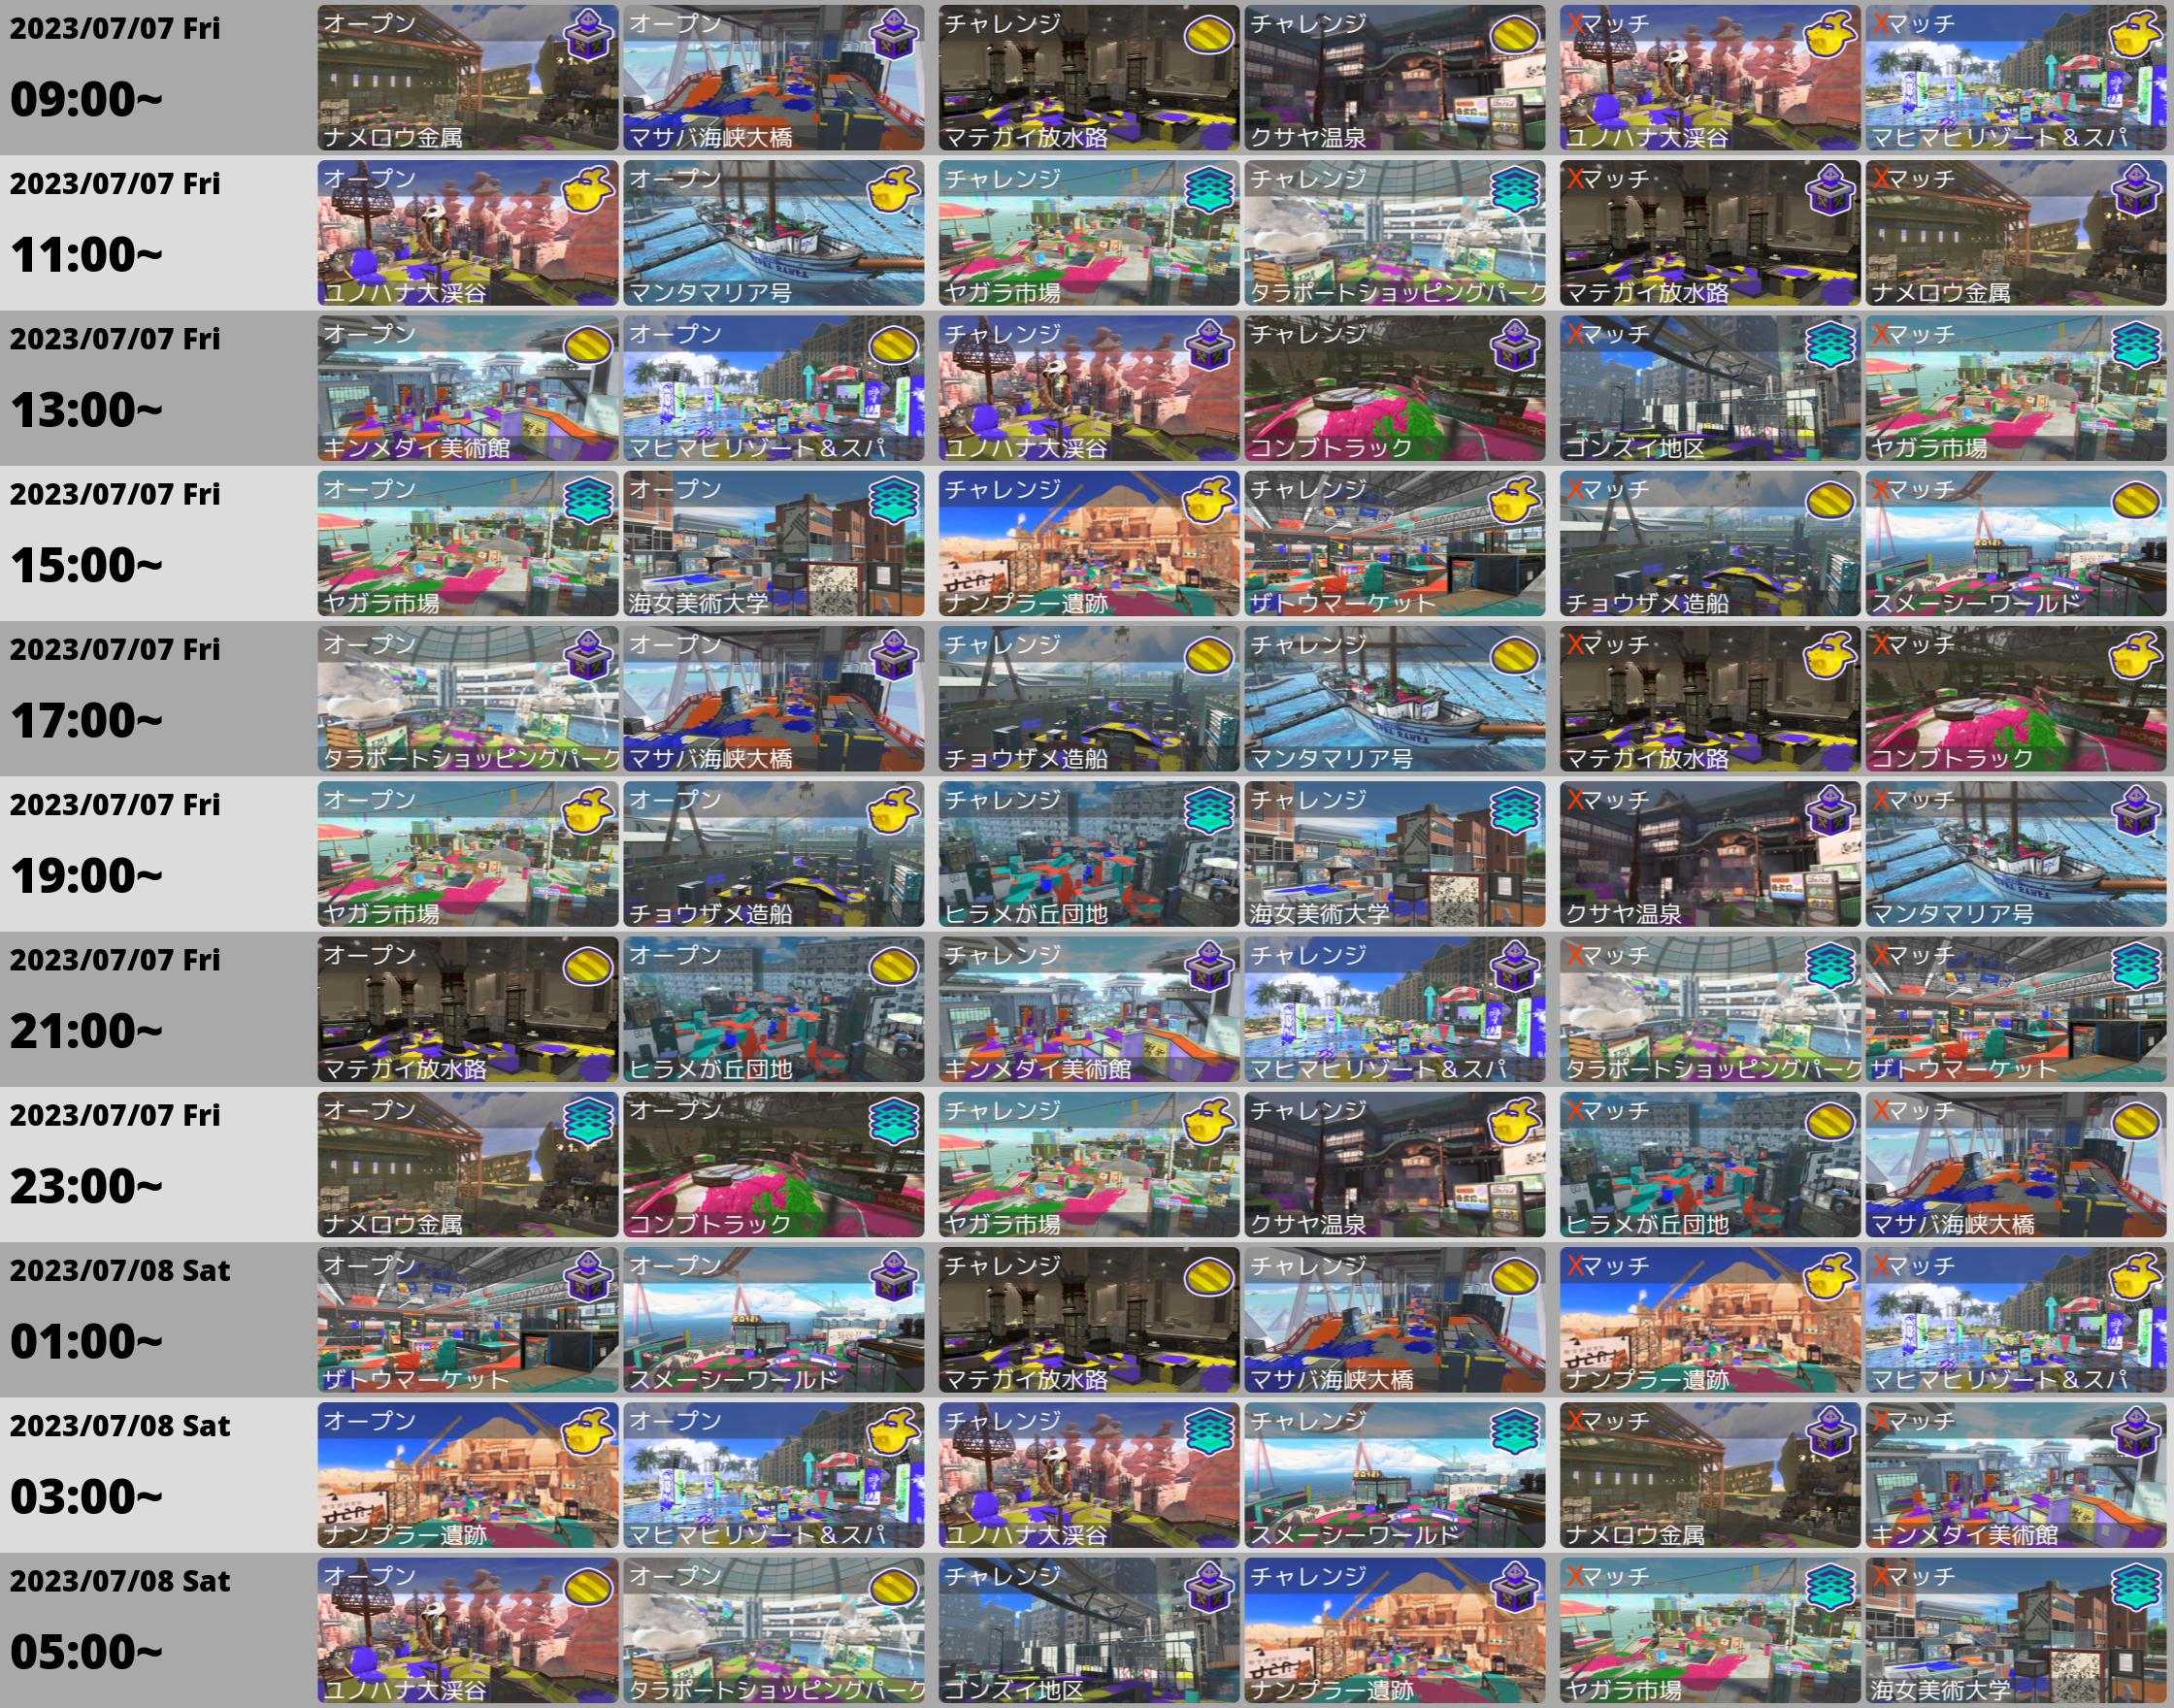 2023/07/07 Fri
09:00~
オープン オープン チャレンジ チャレンジ Xマッチ Xマッチ
ナメロウ金属 マサバ海峡大橋 マテガイ放水路 クサヤ温泉 ユノハナ大渓谷 マヒマヒリゾート＆スパ
2023/07/07 Fri
11:00~
オープン オープン チャレンジ チャレンジ Xマッチ Xマッチ
ユノハナ大渓谷 マンタマリア号 ヤガラ市場 タラポートショッピングパーク マテガイ放水路 ナメロウ金属
2023/07/07 Fri
13:00~
オープン オープン チャレンジ チャレンジ Xマッチ Xマッチ
キンメダイ美術館 マヒマヒリゾート＆スパ ユノハナ大渓谷 コンブトラック ゴンズイ地区 ヤガラ市場
2023/07/07 Fri
15:00~
オープン オープン チャレンジ チャレンジ Xマッチ Xマッチ
ヤガラ市場 海女美術大学 ナンプラー遺跡 ザトウマーケット チョウザメ造船 スメーシーワールド
2023/07/07 Fri
17:00~
オープン オープン チャレンジ チャレンジ Xマッチ Xマッチ
タラポートショッピングパーク マサバ海峡大橋 チョウザメ造船 マンタマリア号 マテガイ放水路 コンブトラック
2023/07/07 Fri
19:00~
オープン オープン チャレンジ チャレンジ Xマッチ Xマッチ
ヤガラ市場 チョウザメ造船 ヒラメが丘団地 海女美術大学 クサヤ温泉 マンタマリア号
2023/07/07 Fri
21:00~
オープン オープン チャレンジ チャレンジ Xマッチ Xマッチ
マテガイ放水路 ヒラメが丘団地 キンメダイ美術館 マヒマヒリゾート＆スパ タラポートショッピングパーク ザトウマーケット
2023/07/07 Fri
23:00~
オープン オープン チャレンジ チャレンジ Xマッチ Xマッチ
ナメロウ金属 コンブトラック ヤガラ市場 クサヤ温泉 ヒラメが丘団地 マサバ海峡大橋
2023/07/08 Sat
01:00~
オープン オープン チャレンジ チャレンジ Xマッチ Xマッチ
ザトウマーケット スメーシーワールド マテガイ放水路 マサバ海峡大橋 ナンプラー遺跡 マヒマヒリゾート＆スパ
2023/07/08 Sat
03:00~
オープン オープン チャレンジ チャレンジ Xマッチ Xマッチ
ナンプラー遺跡 マヒマヒリゾート＆スパ ユノハナ大渓谷 スメーシーワールド ナメロウ金属 キンメダイ美術館
2023/07/08 Sat
05:00~
オープン オープン チャレンジ チャレンジ Xマッチ Xマッチ
ユノハナ大渓谷 タラポートショッピングパーク ゴンズイ地区 ナンプラー遺跡 ヤガラ市場 海女美術大学